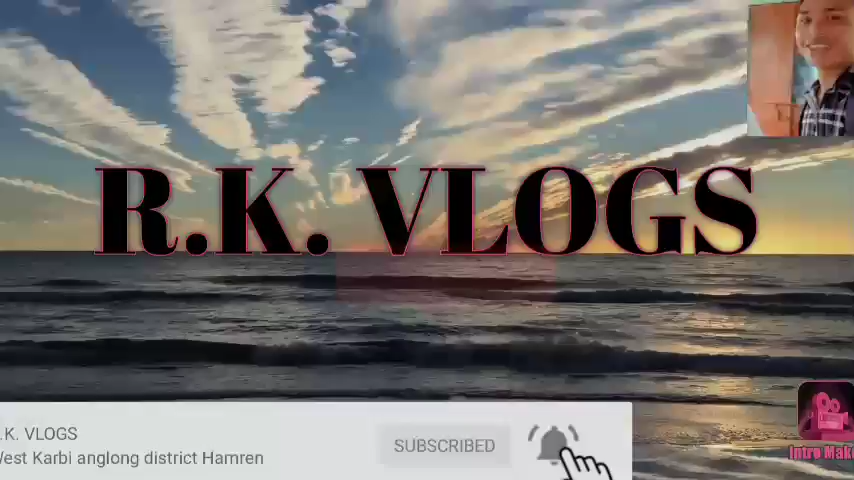 R.K. VLOGS
.K. VLOGS
West Karbi anglong district Hamren
SUBSCRIBED
Intro Mak